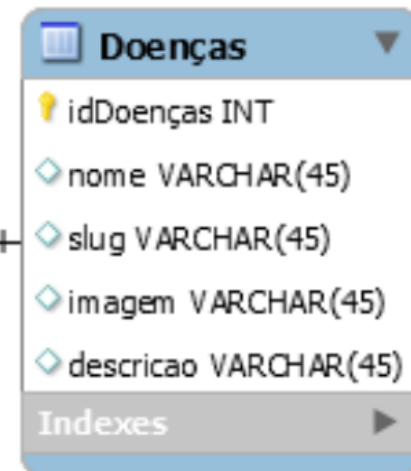 Doenças
idDoenças INT
nome VARCHAR(45)
slug VARCHAR(45)
imagem VARCHAR(45)
descricao VARCHAR(45)
Indexes